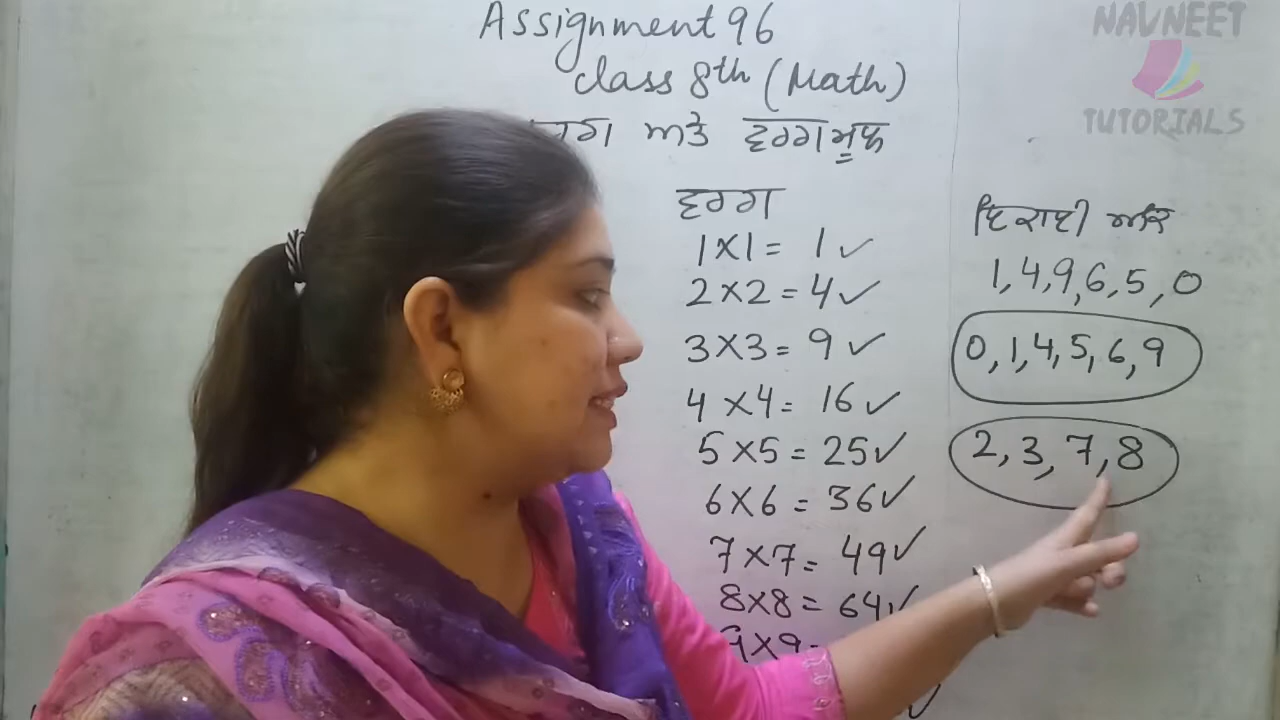 Assignment 96
Class 8th (Math)
ਅਤੇ ਵਰਗਮੂਲ
ਵਰਗ
1×1= 1 ✓
2×2=4 ✓
3×3= 9 ✓
4×4= 16 ✓
5×5= 25 ✓
6×6= 36 ✓
7×7= 49 ✓
8×8= 64 ✓
9×9=
ਇਕਾਈ ਅੰਕ
1,4,9,6,5,0
0,1,4,5,6,9
2,3,7,8
NAVNEET
TUTORIALS